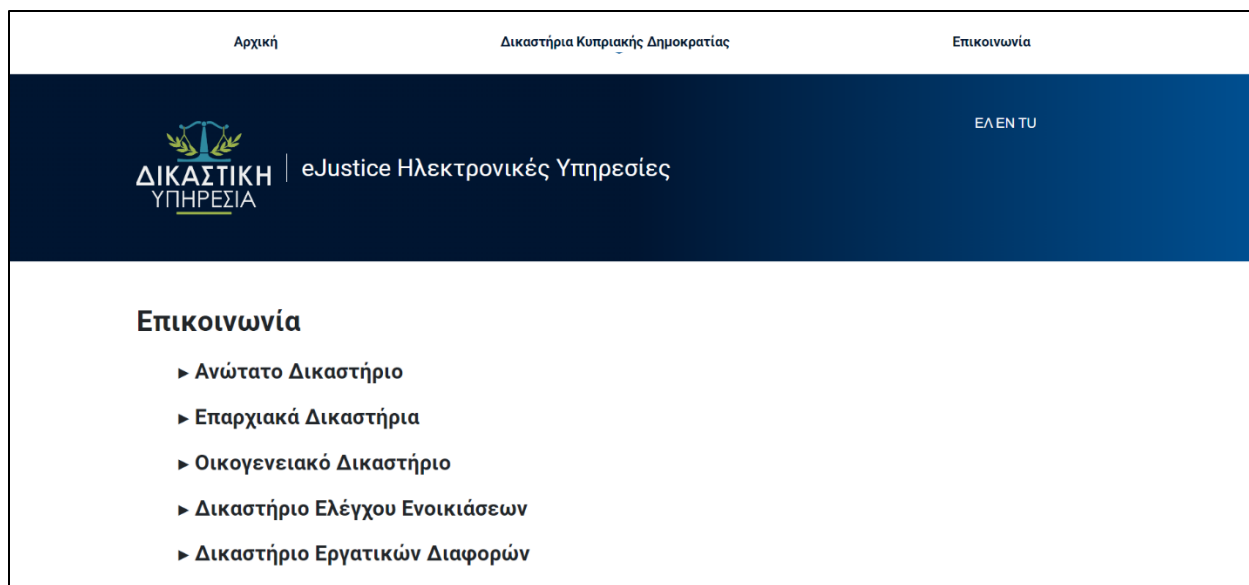 Αρχική Δικαστήρια Κυπριακής Δημοκρατίας Επικοινωνία
ΕΛ EN TU
ΔΙΚΑΣΤΙΚΗ
ΥΠΗΡΕΣΙΑ
eJustice Ηλεκτρονικές Υπηρεσίες
Επικοινωνία
▸ Ανώτατο Δικαστήριο
▸ Επαρχιακά Δικαστήρια
▸ Οικογενειακό Δικαστήριο
▸ Δικαστήριο Ελέγχου Ενοικιάσεων
▸ Δικαστήριο Εργατικών Διαφορών